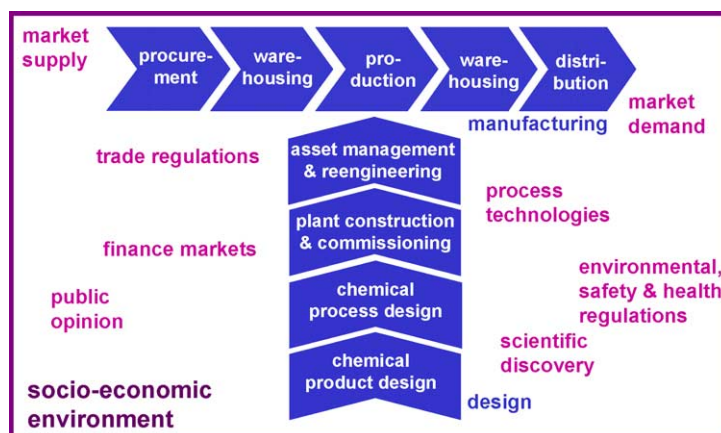 market
supply
procure-
ment
ware-
housing
pro-
duction
ware-
housing
distri-
bution
market
demand
manufacturing
trade regulations
asset management
& reengineering
process
technologies
finance markets
plant construction
& commissioning
environmental,
safety & health
regulations
public
opinion
chemical
process design
scientific
discovery
chemical
product design
design
socio-economic
environment